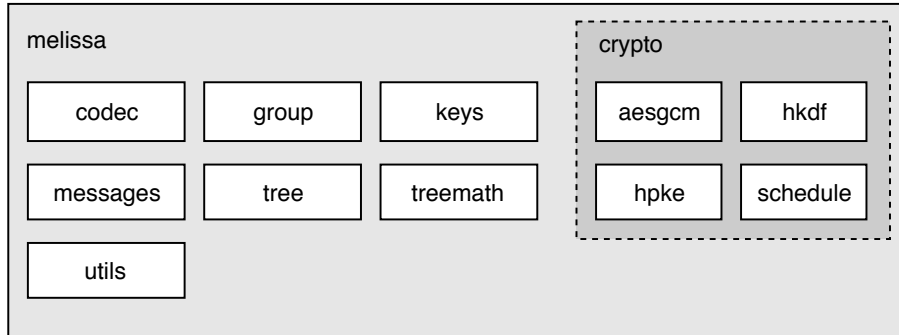 melissa
crypto
codec
group
keys
aesgcm
hkdf
messages
tree
treemath
hpke
schedule
utils